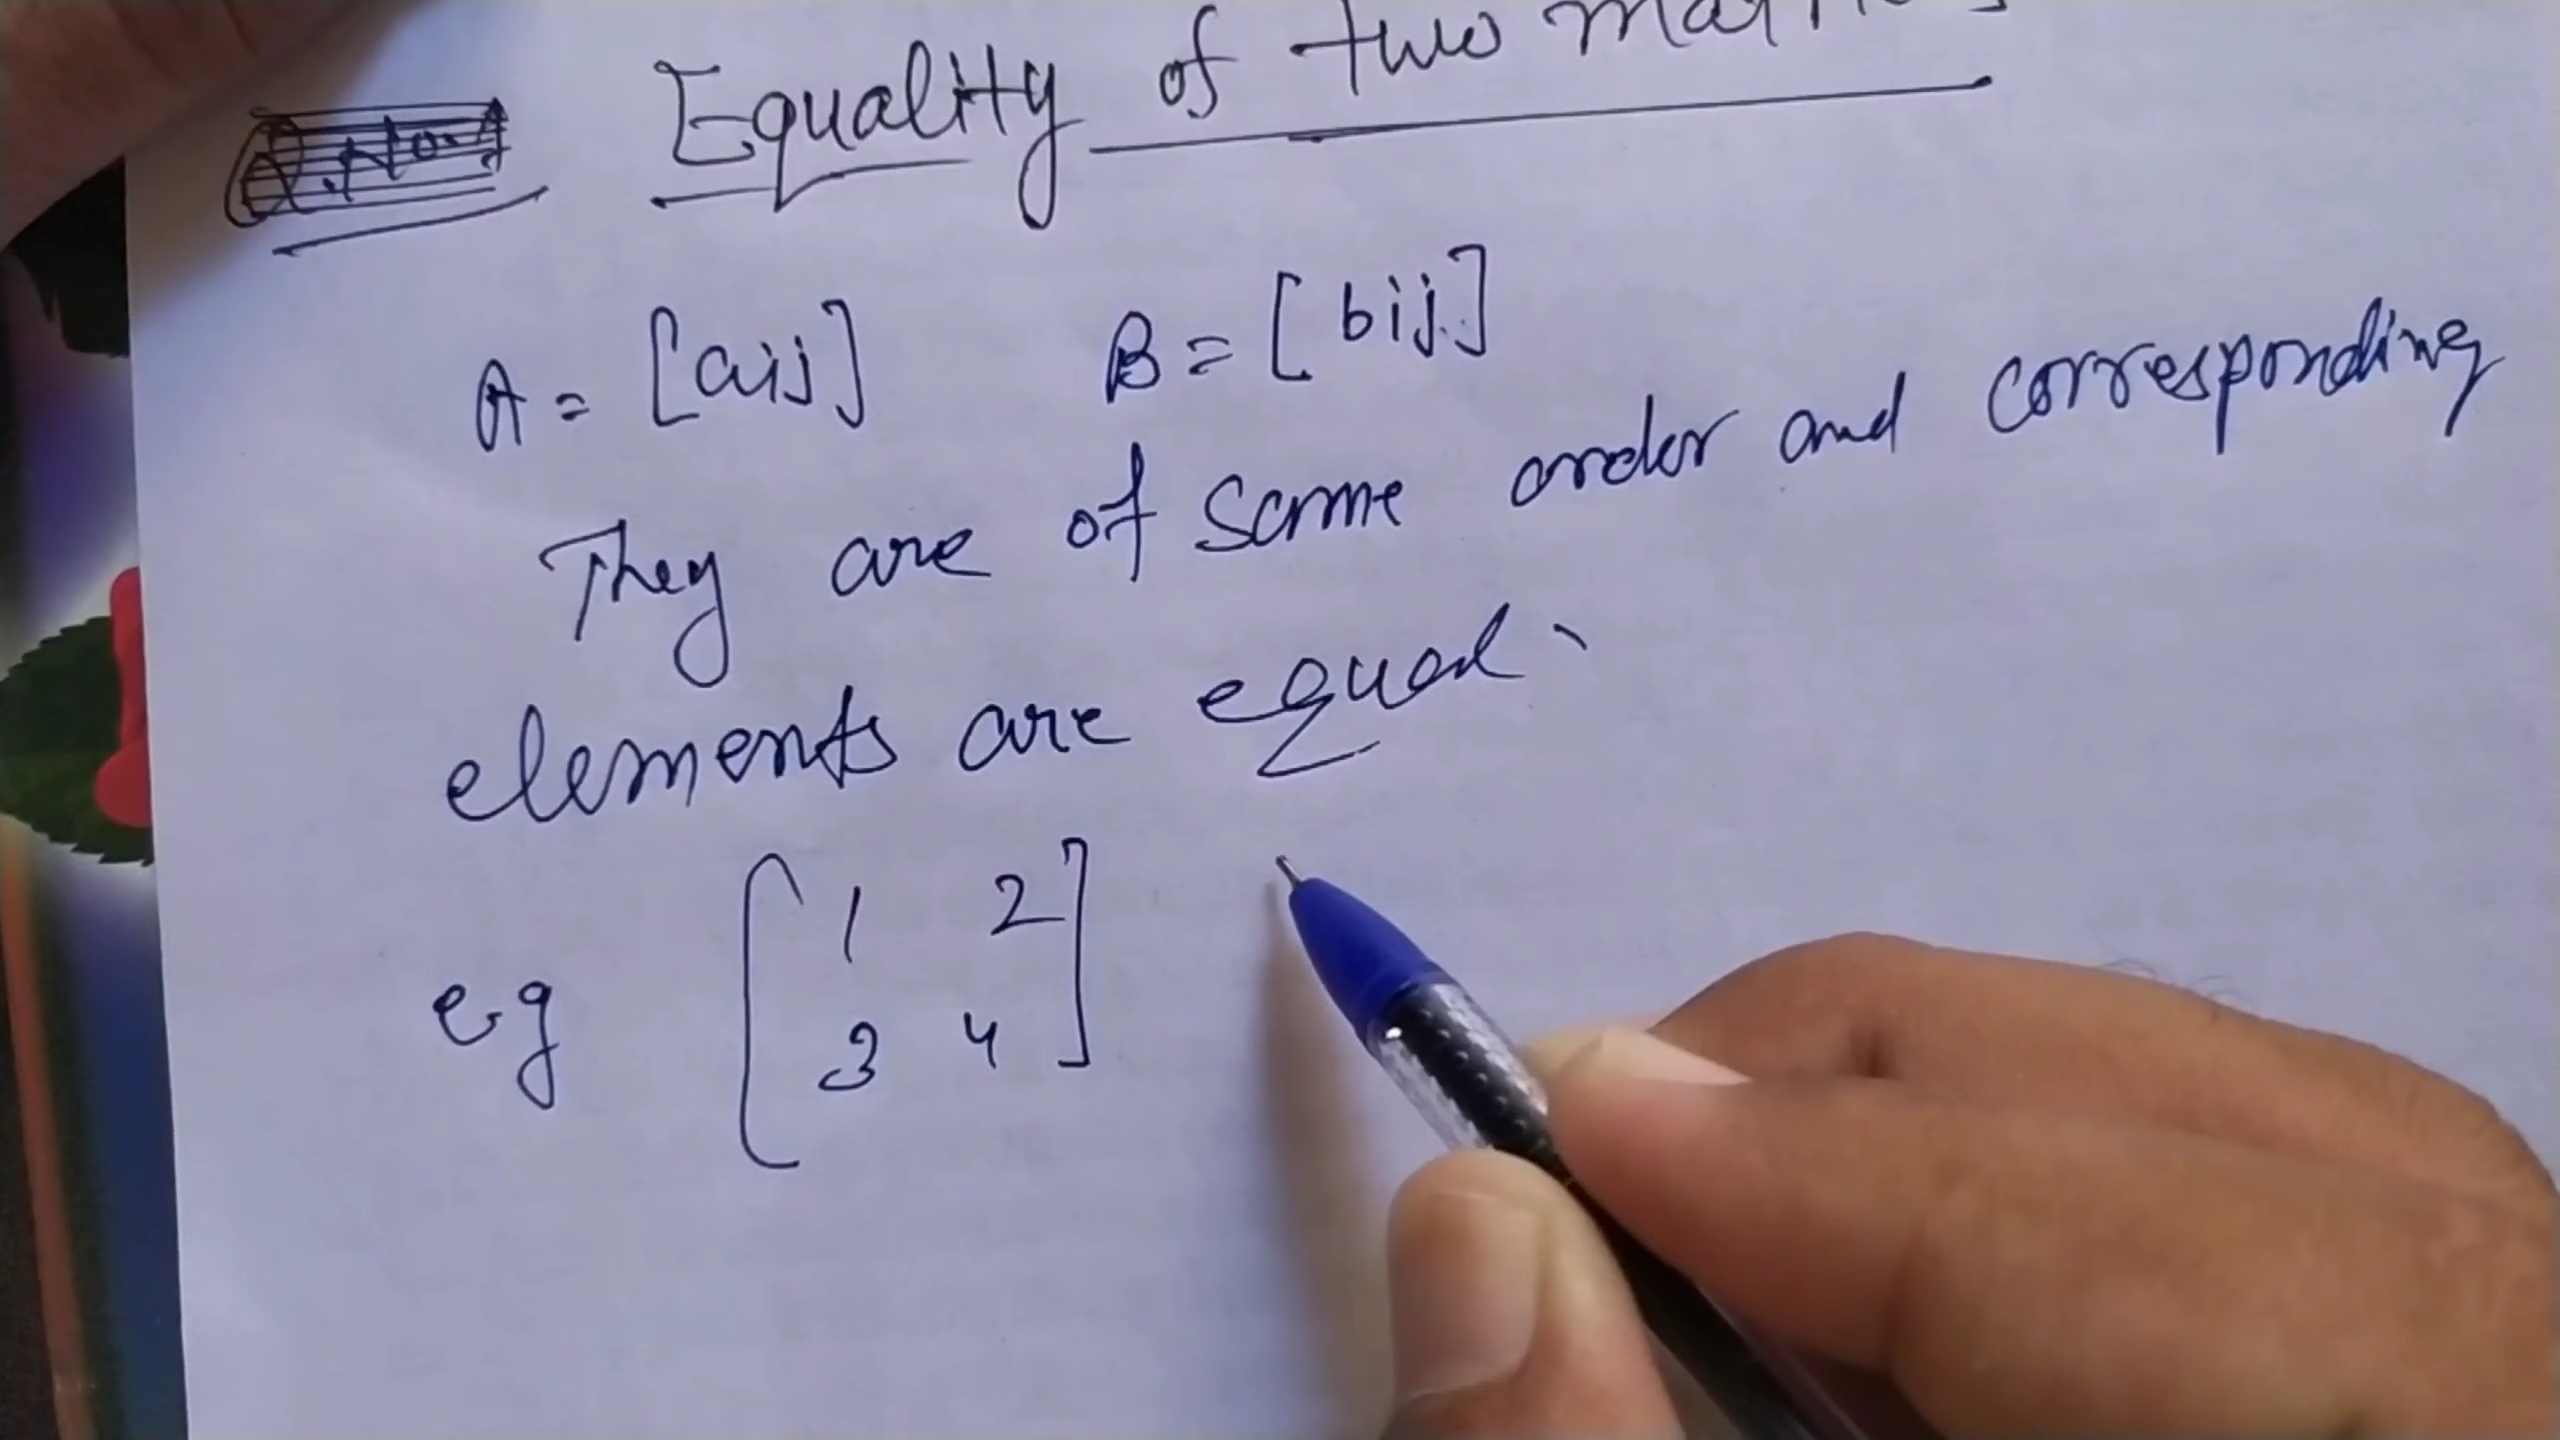 Equality of two
A = [aij] B = [bij]
They are of same order and corresponding
elements are equal.
eg [1 2
3 4]